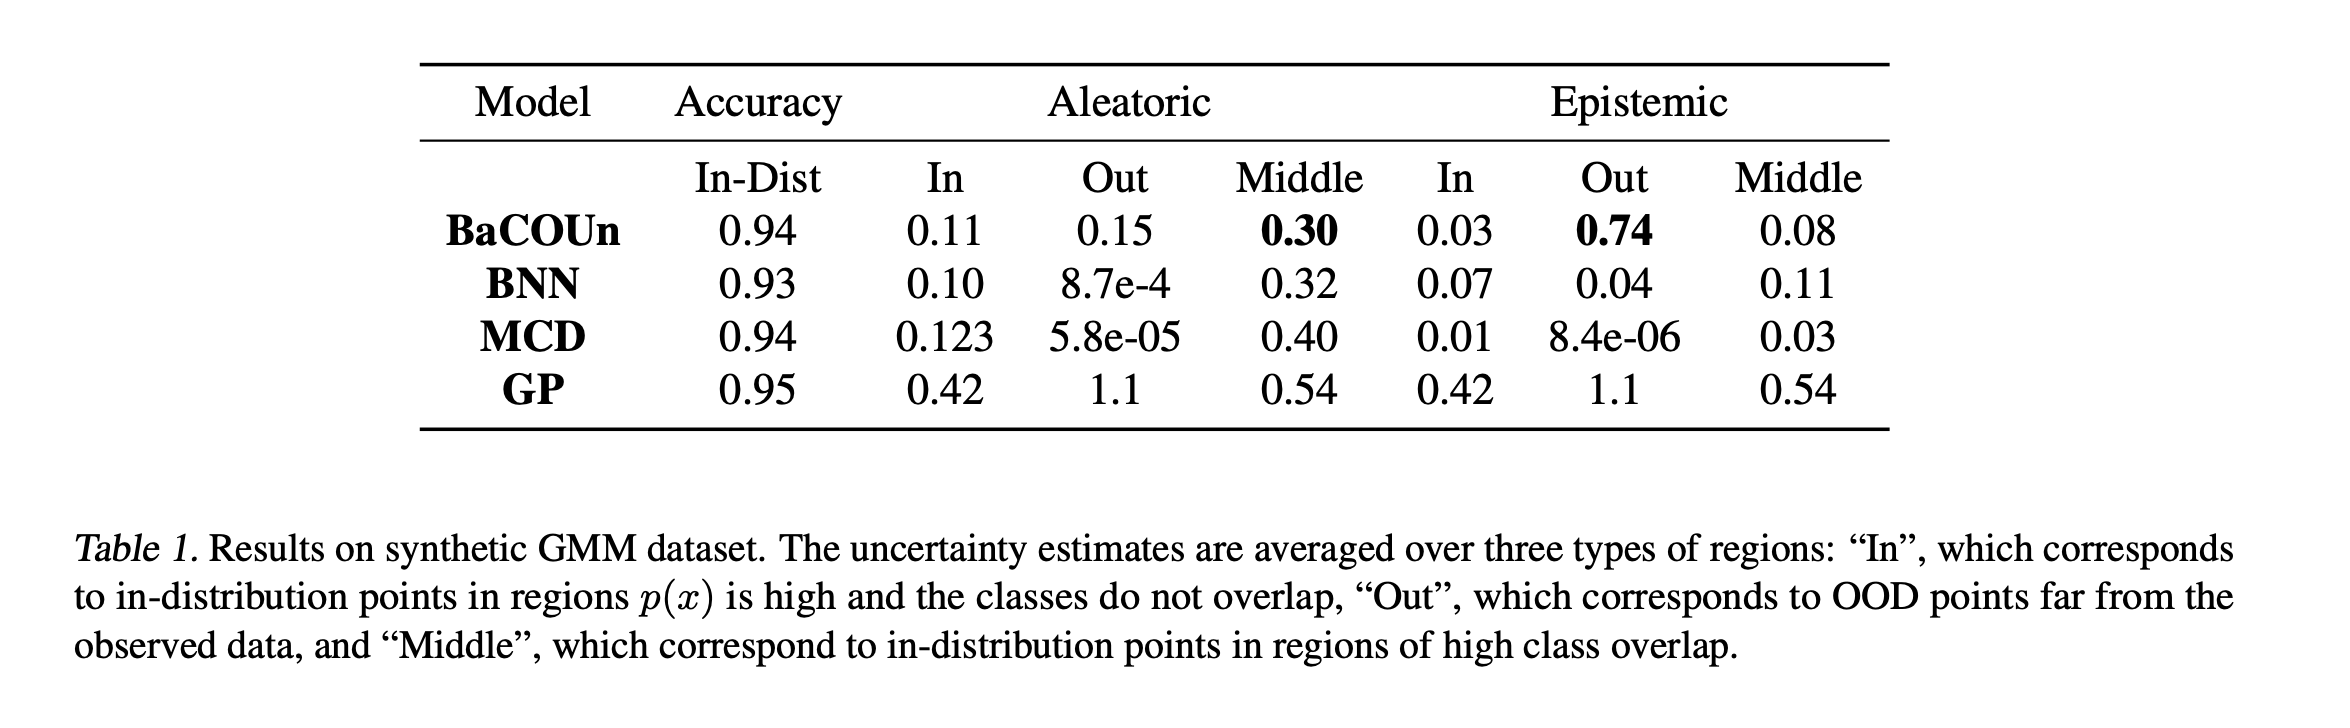 Model Accuracy Aleatoric Epistemic
In-Dist In Out Middle In Out Middle
BaCOUn 0.94 0.11 0.15 0.30 0.03 0.74 0.08
BNN 0.93 0.10 8.7e-4 0.32 0.07 0.04 0.11
MCD 0.94 0.123 5.8e-05 0.40 0.01 8.4e-06 0.03
GP 0.95 0.42 1.1 0.54 0.42 1.1 0.54
Table 1. Results on synthetic GMM dataset. The uncertainty estimates are averaged over three types of regions: “In”, which corresponds
to in-distribution points in regions p(x) is high and the classes do not overlap, “Out”, which corresponds to OOD points far from the
observed data, and “Middle”, which correspond to in-distribution points in regions of high class overlap.